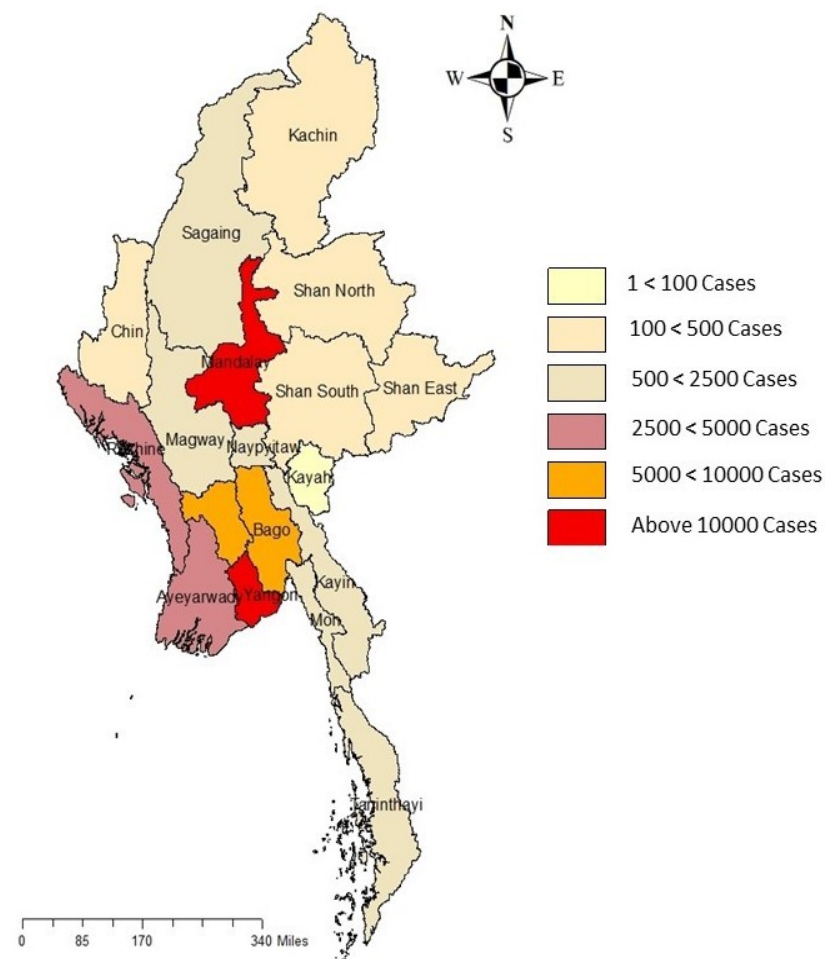 N
W E
S
Kachin
Sagaing
Shan North
Chin
Mandalay
Shan South
Shan East
Rakhine
Magway
Naypyitaw
Kayah
Bago
Ayeyarwady
Yangon
Kayin
Mon
Taninthayi
1 < 100 Cases
100 < 500 Cases
500 < 2500 Cases
2500 < 5000 Cases
5000 < 10000 Cases
Above 10000 Cases
0 85 170 340 Miles